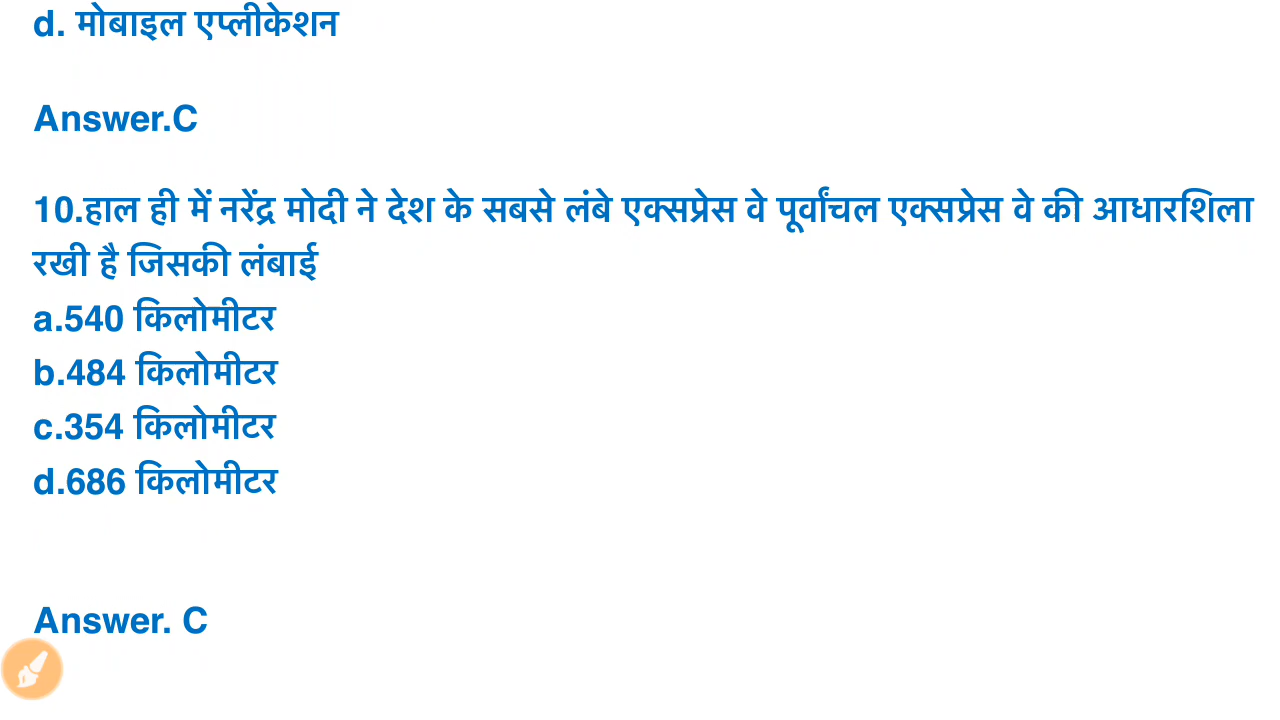 d. मोबाइल एप्लीकेशन
Answer.C
10.हाल ही में नरेंद्र मोदी ने देश के सबसे लंबे एक्सप्रेस वे पूर्वांचल एक्सप्रेस वे की आधारशिला
रखी है जिसकी लंबाई
a.540 किलोमीटर
b.484 किलोमीटर
c.354 किलोमीटर
d.686 किलोमीटर
Answer. C